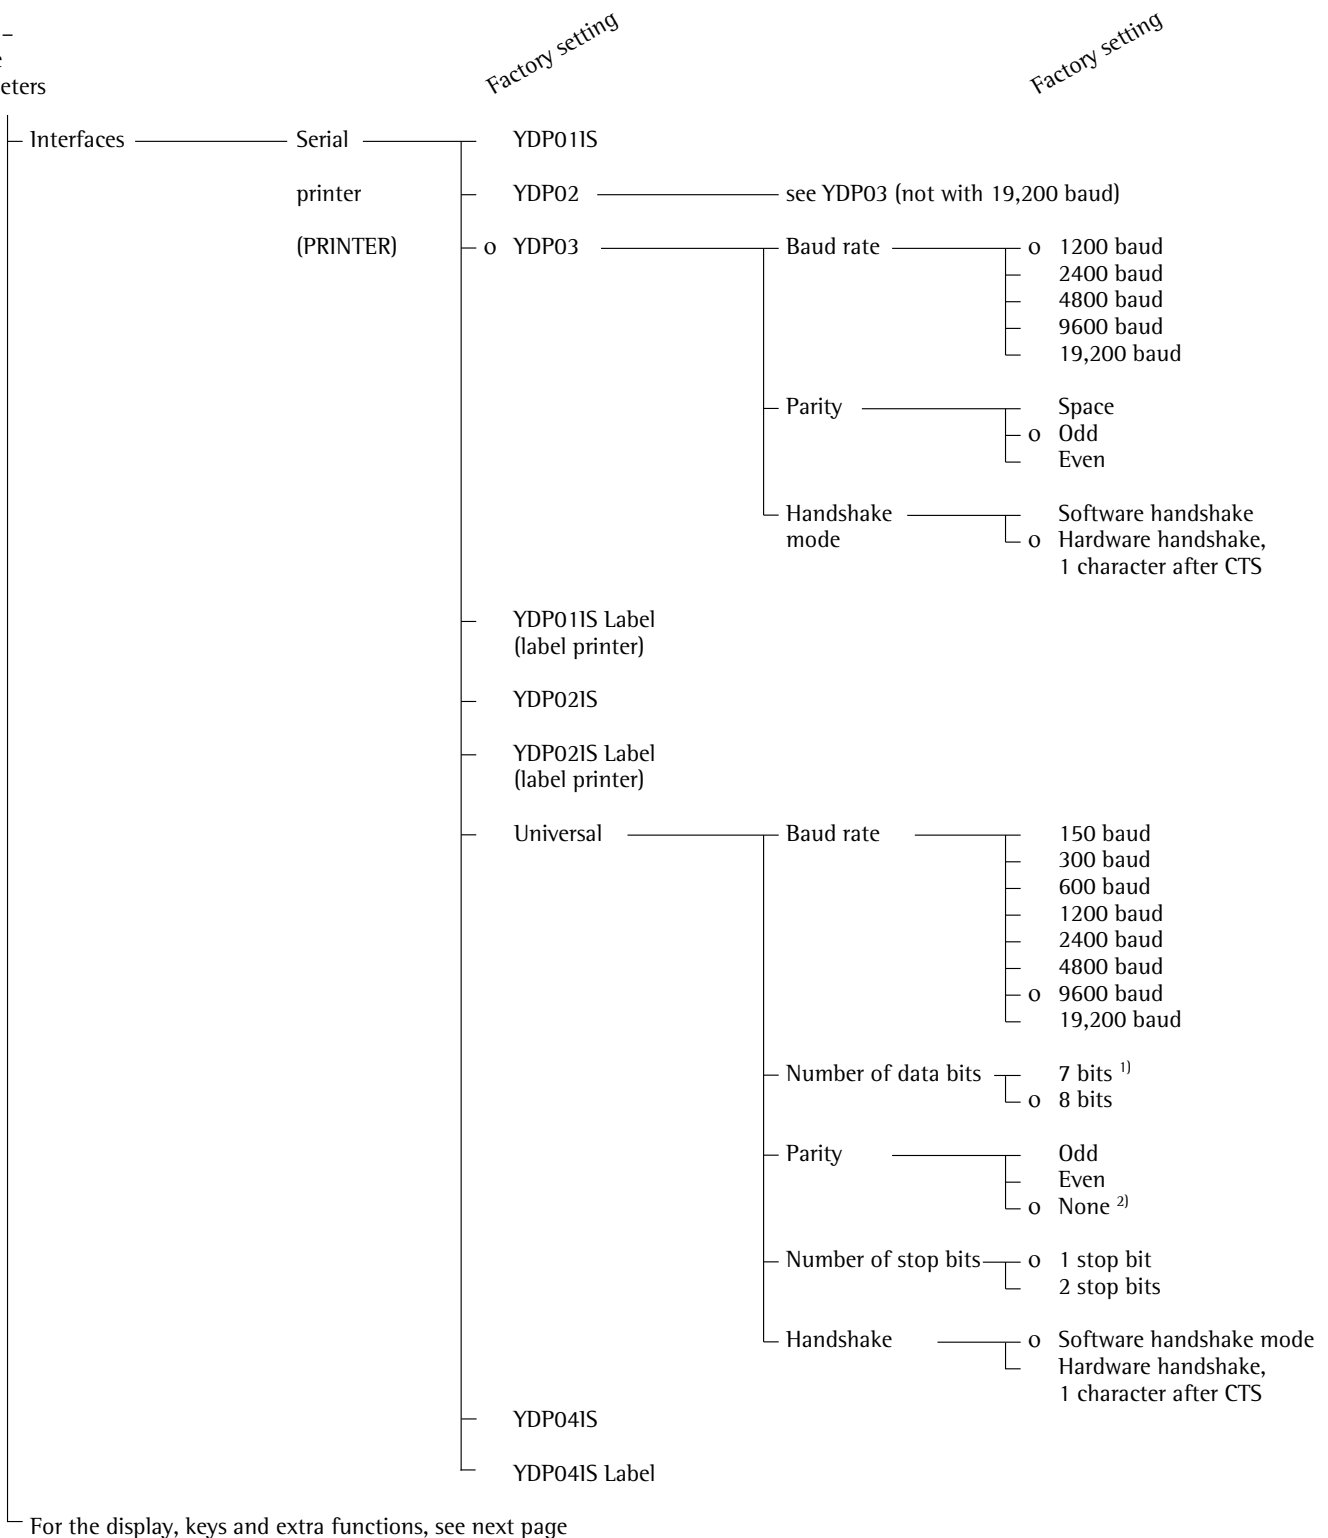 –
e
eters
Factory setting
Factory setting
Interfaces Serial YDP01IS
printer YDP02 see YDP03 (not with 19,200 baud)
(PRINTER) o YDP03 Baud rate o 1200 baud
2400 baud
4800 baud
9600 baud
19,200 baud
Parity Space
o Odd
Even
Handshake Software handshake
mode o Hardware handshake,
1 character after CTS
YDP01IS Label
(label printer)
YDP02IS
YDP02IS Label
(label printer)
Universal Baud rate 150 baud
300 baud
600 baud
1200 baud
2400 baud
4800 baud
o 9600 baud
19,200 baud
Number of data bits 7 bits 1)
o 8 bits
Parity Odd
Even
o None 2)
Number of stop bits o 1 stop bit
2 stop bits
Handshake o Software handshake mode
Hardware handshake,
1 character after CTS
YDP04IS
YDP04IS Label
For the display, keys and extra functions, see next page